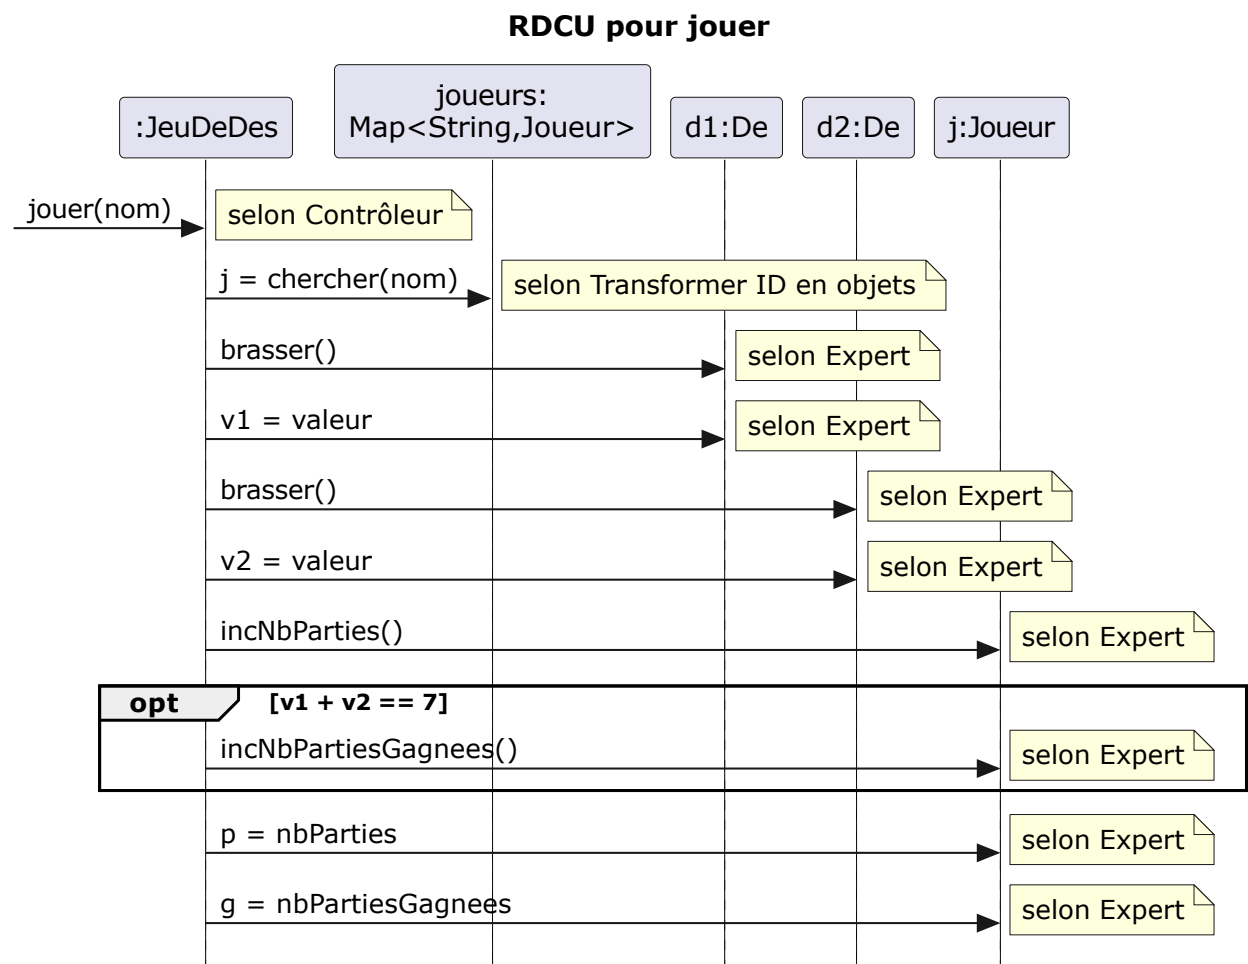 RDCU pour jouer
:JeuDeDes
joueurs:
Map<String,Joueur>
d1:De
d2:De
j:Joueur
jouer(nom)
selon Contrôleur
j = chercher(nom)
selon Transformer ID en objets
brasser()
selon Expert
v1 = valeur
selon Expert
brasser()
selon Expert
v2 = valeur
selon Expert
incNbParties()
selon Expert
opt
[v1 + v2 == 7]
incNbPartiesGagnees()
selon Expert
p = nbParties
selon Expert
g = nbPartiesGagnees
selon Expert